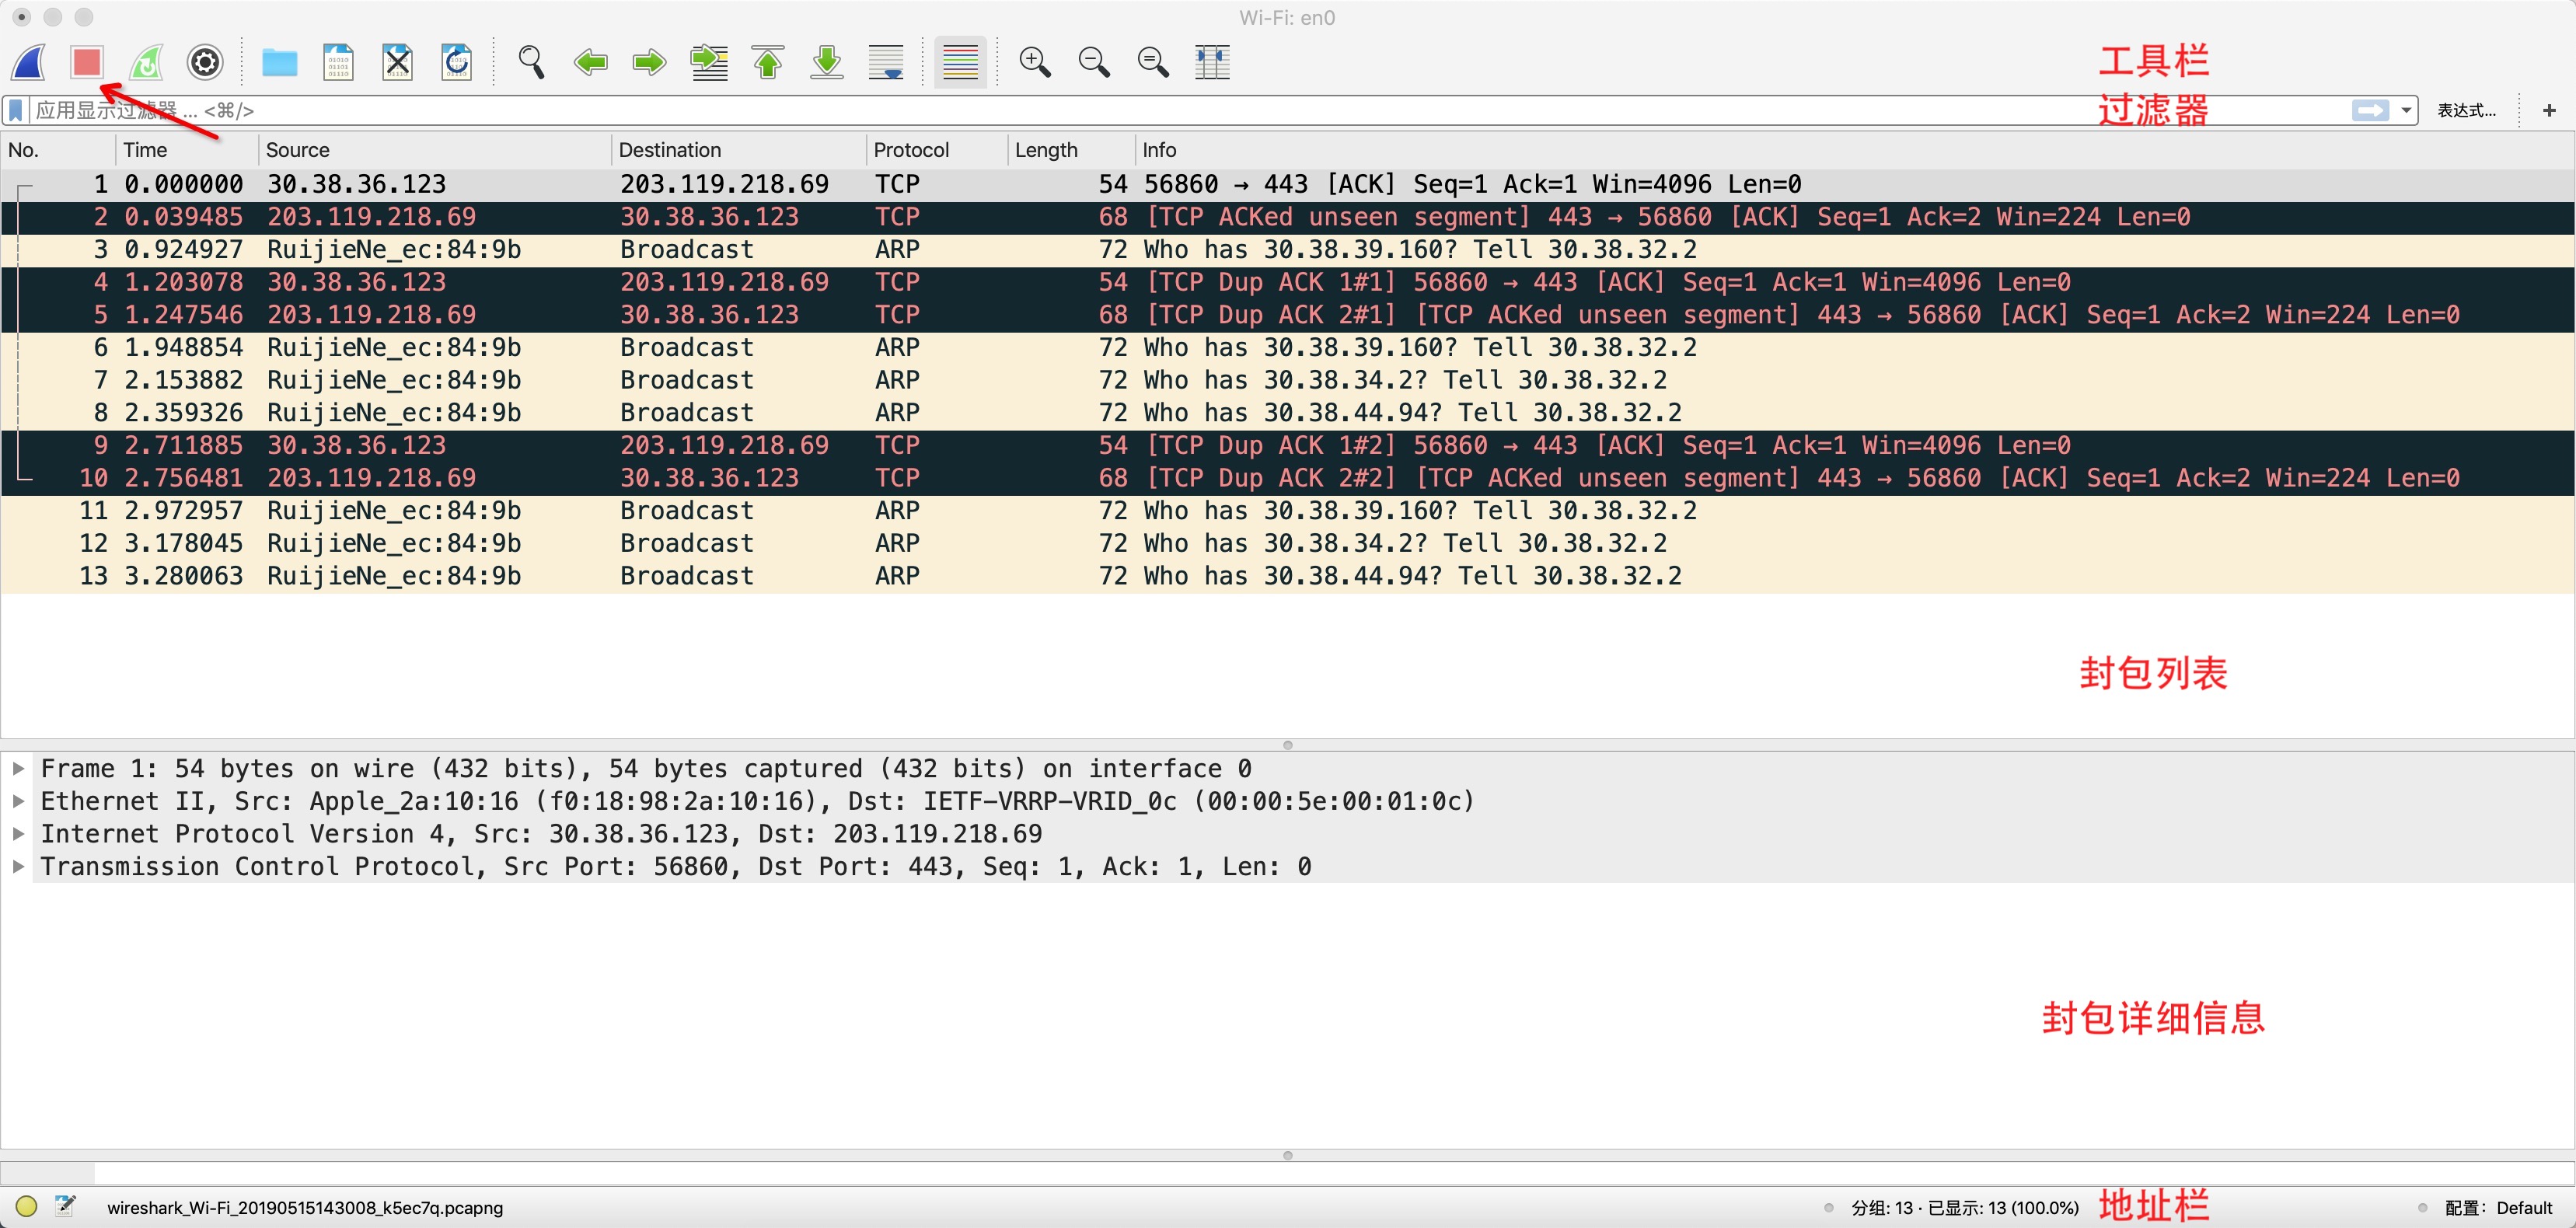 Wi-Fi: en0
工具栏
应用显示过滤器 ... <⌘/> 过滤器 表达式... +
No. Time Source Destination Protocol Length Info
1 0.000000 30.38.36.123 203.119.218.69 TCP 54 56860 → 443 [ACK] Seq=1 Ack=1 Win=4096 Len=0
2 0.039485 203.119.218.69 30.38.36.123 TCP 68 [TCP ACKed unseen segment] 443 → 56860 [ACK] Seq=1 Ack=2 Win=224 Len=0
3 0.924927 RuijieNe_ec:84:9b Broadcast ARP 72 Who has 30.38.39.160? Tell 30.38.32.2
4 1.203078 30.38.36.123 203.119.218.69 TCP 54 [TCP Dup ACK 1#1] 56860 → 443 [ACK] Seq=1 Ack=1 Win=4096 Len=0
5 1.247546 203.119.218.69 30.38.36.123 TCP 68 [TCP Dup ACK 2#1] [TCP ACKed unseen segment] 443 → 56860 [ACK] Seq=1 Ack=2 Win=224 Len=0
6 1.948854 RuijieNe_ec:84:9b Broadcast ARP 72 Who has 30.38.39.160? Tell 30.38.32.2
7 2.153882 RuijieNe_ec:84:9b Broadcast ARP 72 Who has 30.38.34.2? Tell 30.38.32.2
8 2.359326 RuijieNe_ec:84:9b Broadcast ARP 72 Who has 30.38.44.94? Tell 30.38.32.2
9 2.711885 30.38.36.123 203.119.218.69 TCP 54 [TCP Dup ACK 1#2] 56860 → 443 [ACK] Seq=1 Ack=1 Win=4096 Len=0
10 2.756481 203.119.218.69 30.38.36.123 TCP 68 [TCP Dup ACK 2#2] [TCP ACKed unseen segment] 443 → 56860 [ACK] Seq=1 Ack=2 Win=224 Len=0
11 2.972957 RuijieNe_ec:84:9b Broadcast ARP 72 Who has 30.38.39.160? Tell 30.38.32.2
12 3.178045 RuijieNe_ec:84:9b Broadcast ARP 72 Who has 30.38.34.2? Tell 30.38.32.2
13 3.280063 RuijieNe_ec:84:9b Broadcast ARP 72 Who has 30.38.44.94? Tell 30.38.32.2
封包列表
Frame 1: 54 bytes on wire (432 bits), 54 bytes captured (432 bits) on interface 0
Ethernet II, Src: Apple_2a:10:16 (f0:18:98:2a:10:16), Dst: IETF-VRRP-VRID_0c (00:00:5e:00:01:0c)
Internet Protocol Version 4, Src: 30.38.36.123, Dst: 203.119.218.69
Transmission Control Protocol, Src Port: 56860, Dst Port: 443, Seq: 1, Ack: 1, Len: 0
封包详细信息
wireshark_Wi-Fi_20190515143008_k5ec7q.pcapng 分组: 13 · 已显示: 13 (100.0%) 地址栏 配置: Default